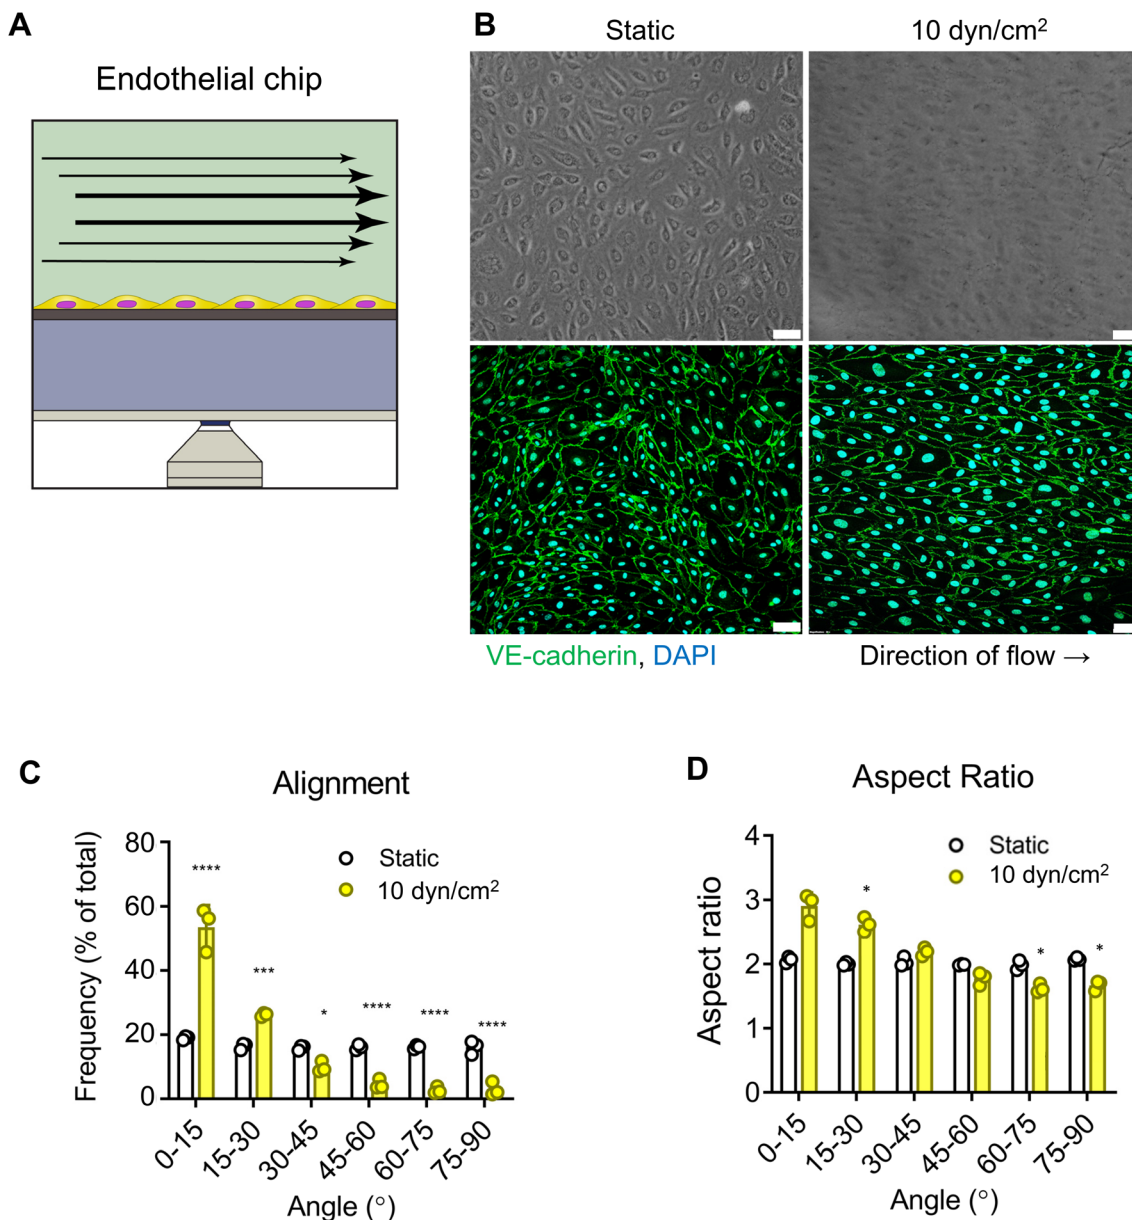 A
Endothelial chip
B
Static
10 dyn/cm²
VE-cadherin, DAPI
Direction of flow →
C
Alignment
Frequency (% of total)
80
60
40
20
0
Static
10 dyn/cm²
****
***
*
****
****
****
0-15
15-30
30-45
45-60
60-75
75-90
Angle (°)
D
Aspect Ratio
Aspect ratio
4
3
2
1
0
Static
10 dyn/cm²
*
*
*
0-15
15-30
30-45
45-60
60-75
75-90
Angle (°)